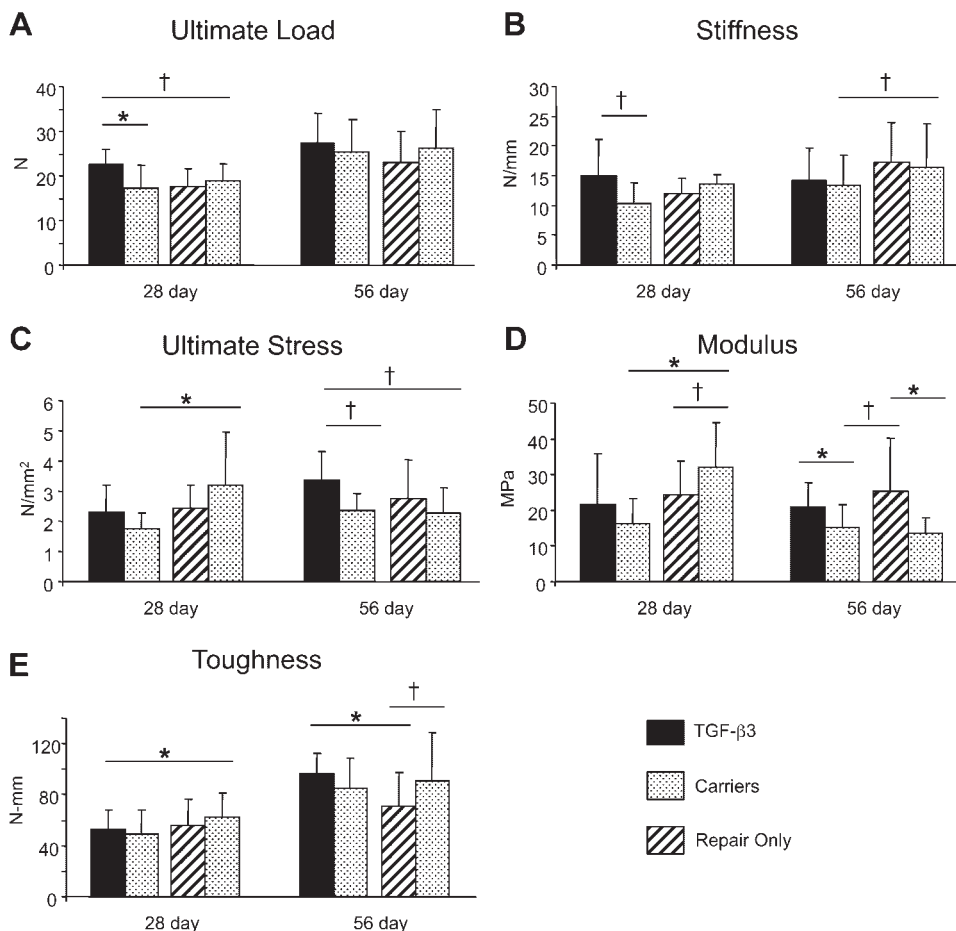 A Ultimate Load
†
*
40
30
20
10
0
N
28 day 56 day
B Stiffness
† †
30
25
20
15
10
5
0
N/mm
28 day 56 day
C Ultimate Stress
* † †
6
5
4
3
2
1
0
N/mm²
28 day 56 day
D Modulus
* † * † *
50
40
30
20
10
0
MPa
28 day 56 day
E Toughness
* * †
120
80
40
0
N-mm
28 day 56 day
TGF-β3
Carriers
Repair Only